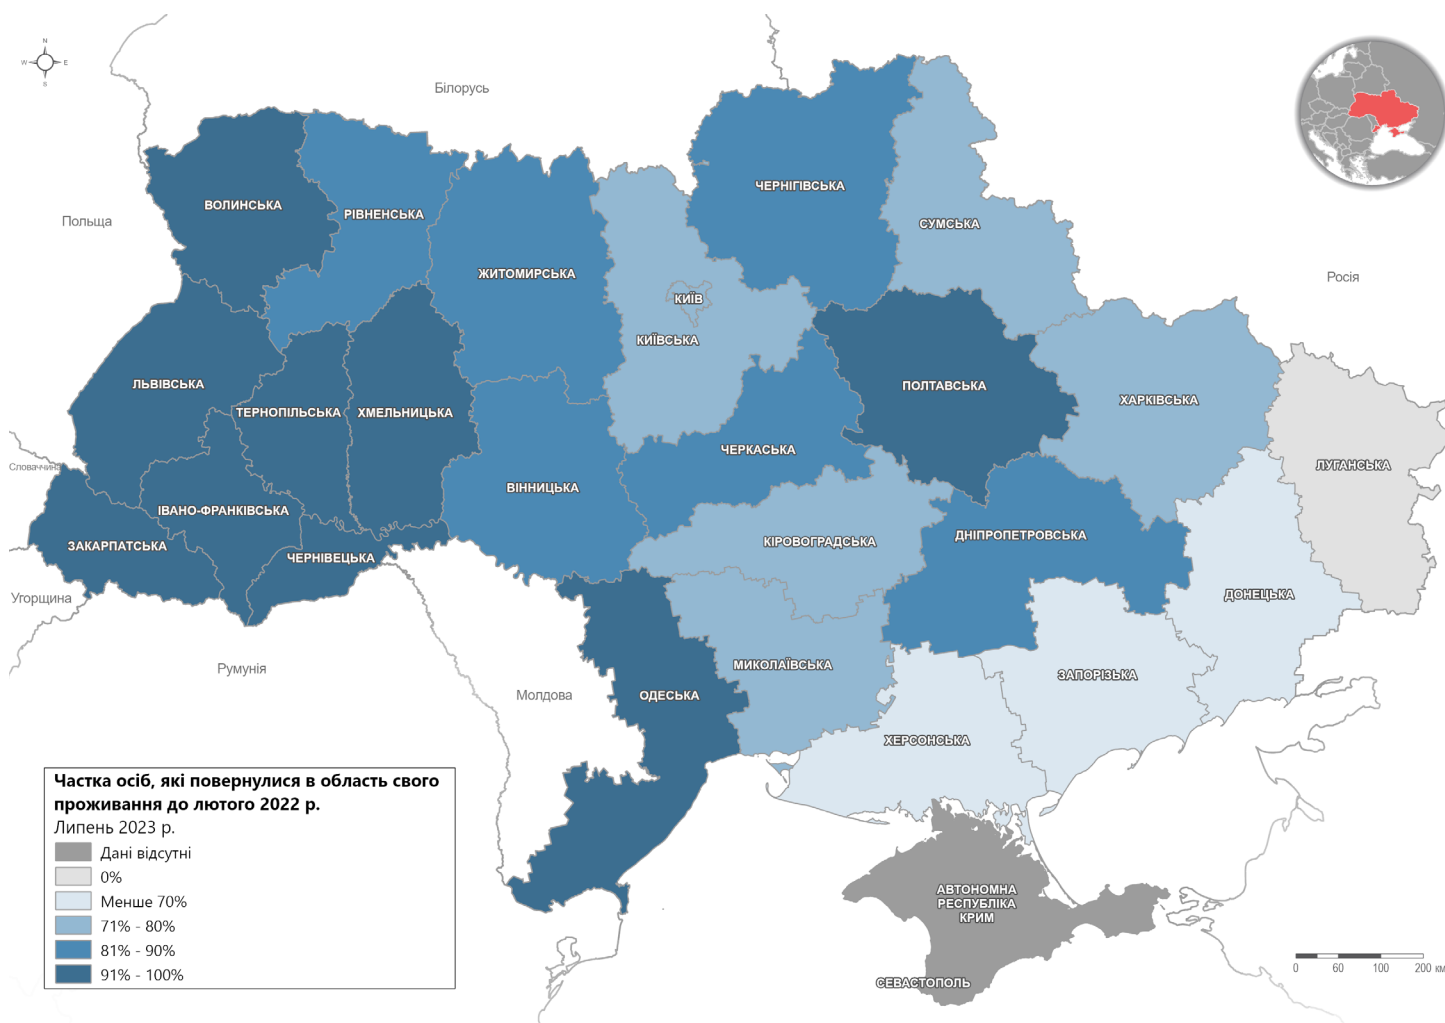 N
W
E
S
Білорусь
Польща
Росія
Словаччина
Угорщина
Румунія
Молдова
ВОЛИНСЬКА
РІВНЕНСЬКА
ЖИТОМИРСЬКА
ЧЕРНІГІВСЬКА
СУМСЬКА
КИЇВ
КИЇВСЬКА
ЛЬВІВСЬКА
ТЕРНОПІЛЬСЬКА
ХМЕЛЬНИЦЬКА
ПОЛТАВСЬКА
ХАРКІВСЬКА
ЧЕРКАСЬКА
ЛУГАНСЬКА
ВІННИЦЬКА
ІВАНО-ФРАНКІВСЬКА
ЗАКАРПАТСЬКА
ЧЕРНІВЕЦЬКА
КІРОВОГРАДСЬКА
ДНІПРОПЕТРОВСЬКА
ДОНЕЦЬКА
МИКОЛАЇВСЬКА
ЗАПОРІЗЬКА
ОДЕСЬКА
ХЕРСОНСЬКА
АВТОНОМНА
РЕСПУБЛІКА
КРИМ
СЕВАСТОПОЛЬ
Частка осіб, які повернулися в область свого
проживання до лютого 2022 р.
Липень 2023 р.
Дані відсутні
0%
Менше 70%
71% - 80%
81% - 90%
91% - 100%
0 60 100 200 км